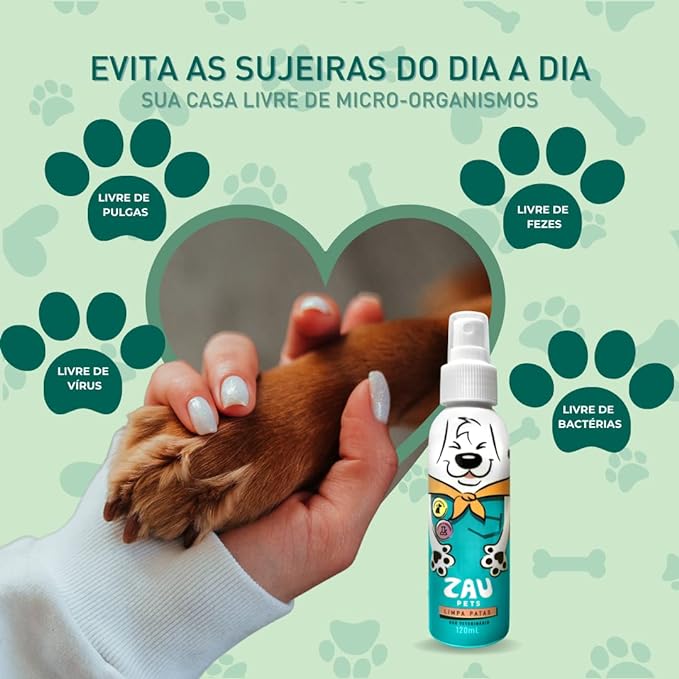 EVITA AS SUJEIRAS DO DIA A DIA
SUA CASA LIVRE DE MICRO-ORGANISMOS
LIVRE DE
PULGAS
LIVRE DE
FEZES
LIVRE DE
VÍRUS
LIVRE DE
BACTÉRIAS
ZAU
PETS
LIMPA PATAS
USO VETERINÁRIO
120mL